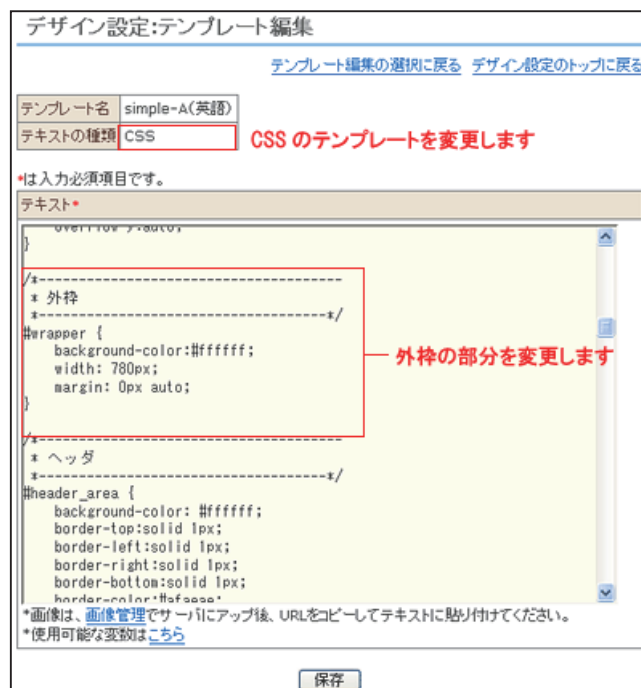 デザイン設定:テンプレート編集
テンプレート編集の選択に戻る デザイン設定のトップに戻る
テンプレート名 simple-A(英語)
テキストの種類 CSS CSS のテンプレートを変更します
*は入力必須項目です。
テキスト*
overflow y:auto;
}
/*--------------------------------------
* 外枠
*------------------------------------*/
#wrapper {
background-color:#ffffff;
width: 780px;
margin: 0px auto;
}
外枠の部分を変更します
/*--------------------------------------
* ヘッダ
*------------------------------------*/
#header_area {
background-color: #ffffff;
border-top:solid 1px;
border-left:solid 1px;
border-right:solid 1px;
border-bottom:solid 1px;
border-color:#afaeae;
*画像は、画像管理でサーバにアップ後、URLをコピーしてテキストに貼り付けてください。
*使用可能な変数はこちら
保存